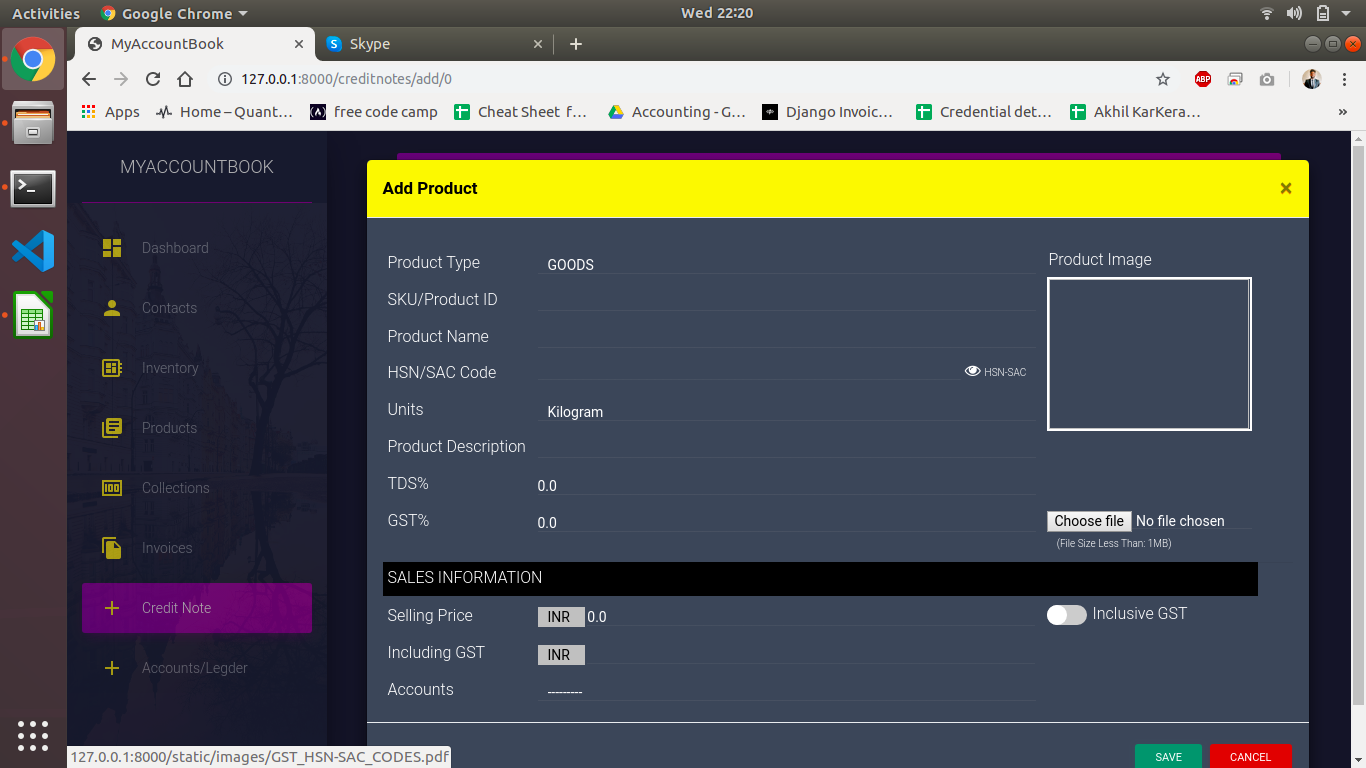 Activities Google Chrome Wed 22:20
MyAccountBook Skype
127.0.0.1:8000/creditnotes/add/0 ABP
Apps Home – Quant... free code camp Cheat Sheet f... Accounting - G... Django Invoic... Credential det... Akhil KarKera... »
MYACCOUNTBOOK
Dashboard
Contacts
Inventory
Products
Collections
Invoices
Credit Note
Accounts/Legder
Add Product ×
Product Type GOODS Product Image
SKU/Product ID
Product Name
HSN/SAC Code HSN-SAC
Units Kilogram
Product Description
TDS% 0.0
GST% 0.0 Choose file No file chosen
(File Size Less Than: 1MB)
SALES INFORMATION
Selling Price INR 0.0 Inclusive GST
Including GST INR
Accounts ---------
SAVE CANCEL
127.0.0.1:8000/static/images/GST_HSN-SAC_CODES.pdf